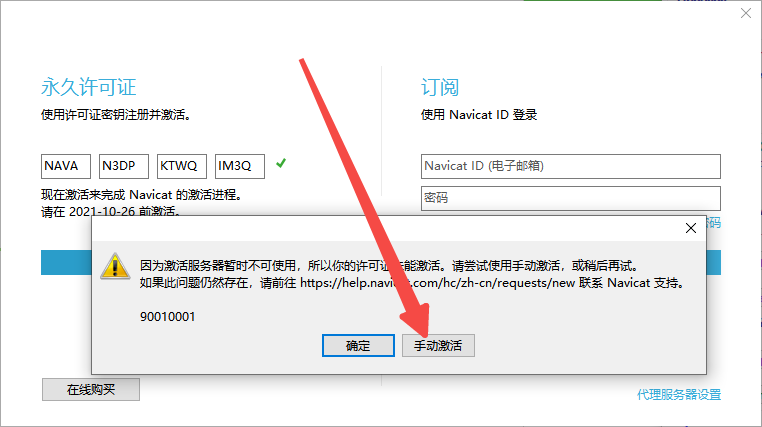 永久许可证
使用许可证密钥注册并激活。
NAVA N3DP KTWQ IM3Q
现在激活来完成 Navicat 的激活进程。
请在 2021-10-26 前激活。
订阅
使用 Navicat ID 登录
Navicat ID (电子邮箱)
密码
密码
因为激活服务器暂时不可使用，所以你的许可证 能激活。请尝试使用手动激活，或稍后再试。
如果此问题仍然存在，请前往 https://help.navic .com/hc/zh-cn/requests/new 联系 Navicat 支持。
90010001
确定
手动激活
在线购买
代理服务器设置